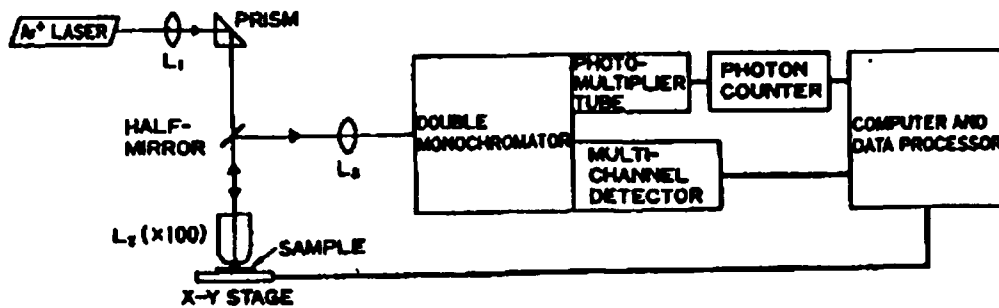 Ar⁺ LASER
L₁
PRISM
HALF-
MIRROR
L₃
L₂ (×100)
SAMPLE
X-Y STAGE
DOUBLE
MONOCHROMATOR
PHOTO-
MULTIPLIER
TUBE
MULTI-
CHANNEL
DETECTOR
PHOTON
COUNTER
COMPUTER AND
DATA PROCESSOR